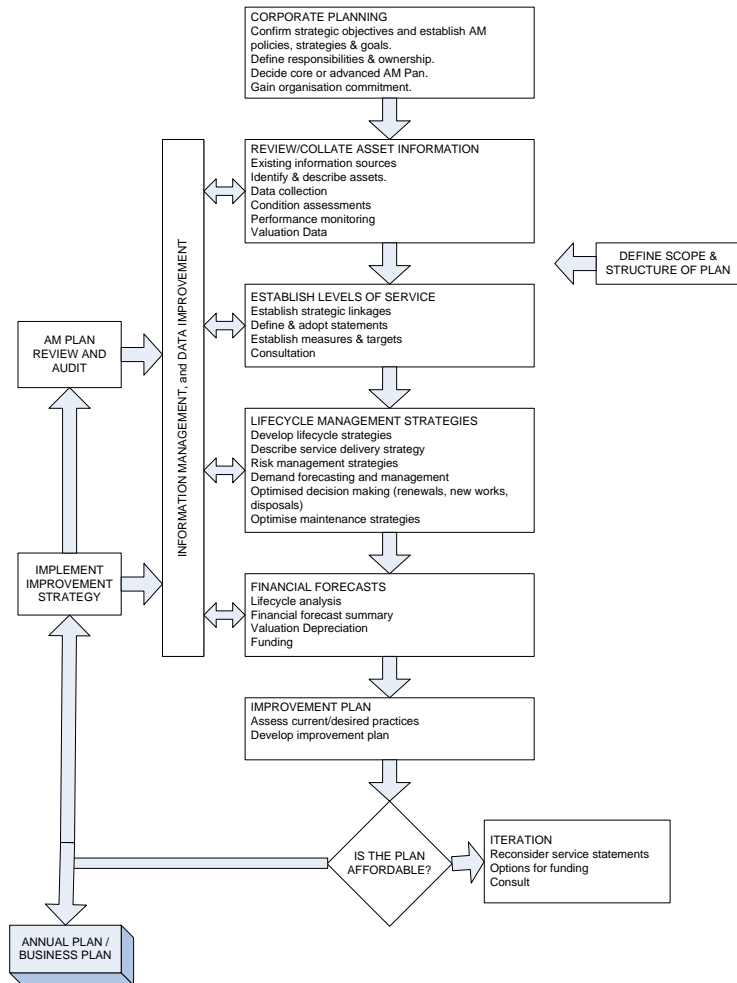 CORPORATE PLANNING
Confirm strategic objectives and establish AM
policies, strategies & goals.
Define responsibilities & ownership.
Decide core or advanced AM Pan.
Gain organisation commitment.
REVIEW/COLLATE ASSET INFORMATION
Existing information sources
Identify & describe assets.
Data collection
Condition assessments
Performance monitoring
Valuation Data
DEFINE SCOPE &
STRUCTURE OF PLAN
INFORMATION MANAGEMENT, and DATA IMPROVEMENT
ESTABLISH LEVELS OF SERVICE
Establish strategic linkages
Define & adopt statements
Establish measures & targets
Consultation
AM PLAN
REVIEW AND
AUDIT
LIFECYCLE MANAGEMENT STRATEGIES
Develop lifecycle strategies
Describe service delivery strategy
Risk management strategies
Demand forecasting and management
Optimised decision making (renewals, new works,
disposals)
Optimise maintenance strategies
IMPLEMENT
IMPROVEMENT
STRATEGY
FINANCIAL FORECASTS
Lifecycle analysis
Financial forecast summary
Valuation Depreciation
Funding
IMPROVEMENT PLAN
Assess current/desired practices
Develop improvement plan
IS THE PLAN
AFFORDABLE?
ITERATION
Reconsider service statements
Options for funding
Consult
ANNUAL PLAN /
BUSINESS PLAN